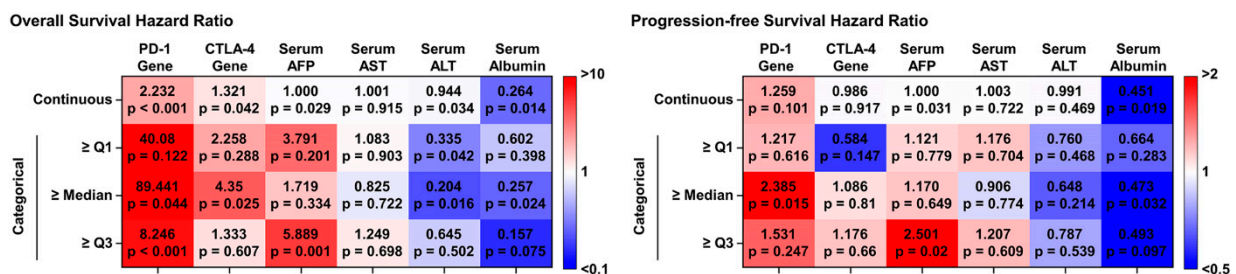 Overall Survival Hazard Ratio
PD-1 CTLA-4 Serum Serum Serum Serum
Gene Gene AFP AST ALT Albumin
Continuous 2.232 1.321 1.000 1.001 0.944 0.264
p < 0.001 p = 0.042 p = 0.029 p = 0.915 p = 0.034 p = 0.014
Categorical
≥ Q1 40.08 2.258 3.791 1.083 0.335 0.602
p = 0.122 p = 0.288 p = 0.201 p = 0.903 p = 0.042 p = 0.398
≥ Median 89.441 4.35 1.719 0.825 0.204 0.257
p = 0.044 p = 0.025 p = 0.334 p = 0.722 p = 0.016 p = 0.024
≥ Q3 8.246 1.333 5.889 1.249 0.645 0.157
p < 0.001 p = 0.607 p = 0.001 p = 0.698 p = 0.502 p = 0.075
>10
1
<0.1
Progression-free Survival Hazard Ratio
PD-1 CTLA-4 Serum Serum Serum Serum
Gene Gene AFP AST ALT Albumin
Continuous 1.259 0.986 1.000 1.003 0.991 0.451
p = 0.101 p = 0.917 p = 0.031 p = 0.722 p = 0.469 p = 0.019
Categorical
≥ Q1 1.217 0.584 1.121 1.176 0.760 0.664
p = 0.616 p = 0.147 p = 0.779 p = 0.704 p = 0.468 p = 0.283
≥ Median 2.385 1.086 1.170 0.906 0.648 0.473
p = 0.015 p = 0.81 p = 0.649 p = 0.774 p = 0.214 p = 0.032
≥ Q3 1.531 1.176 2.501 1.207 0.787 0.493
p = 0.247 p = 0.66 p = 0.02 p = 0.609 p = 0.539 p = 0.097
>2
1
<0.5